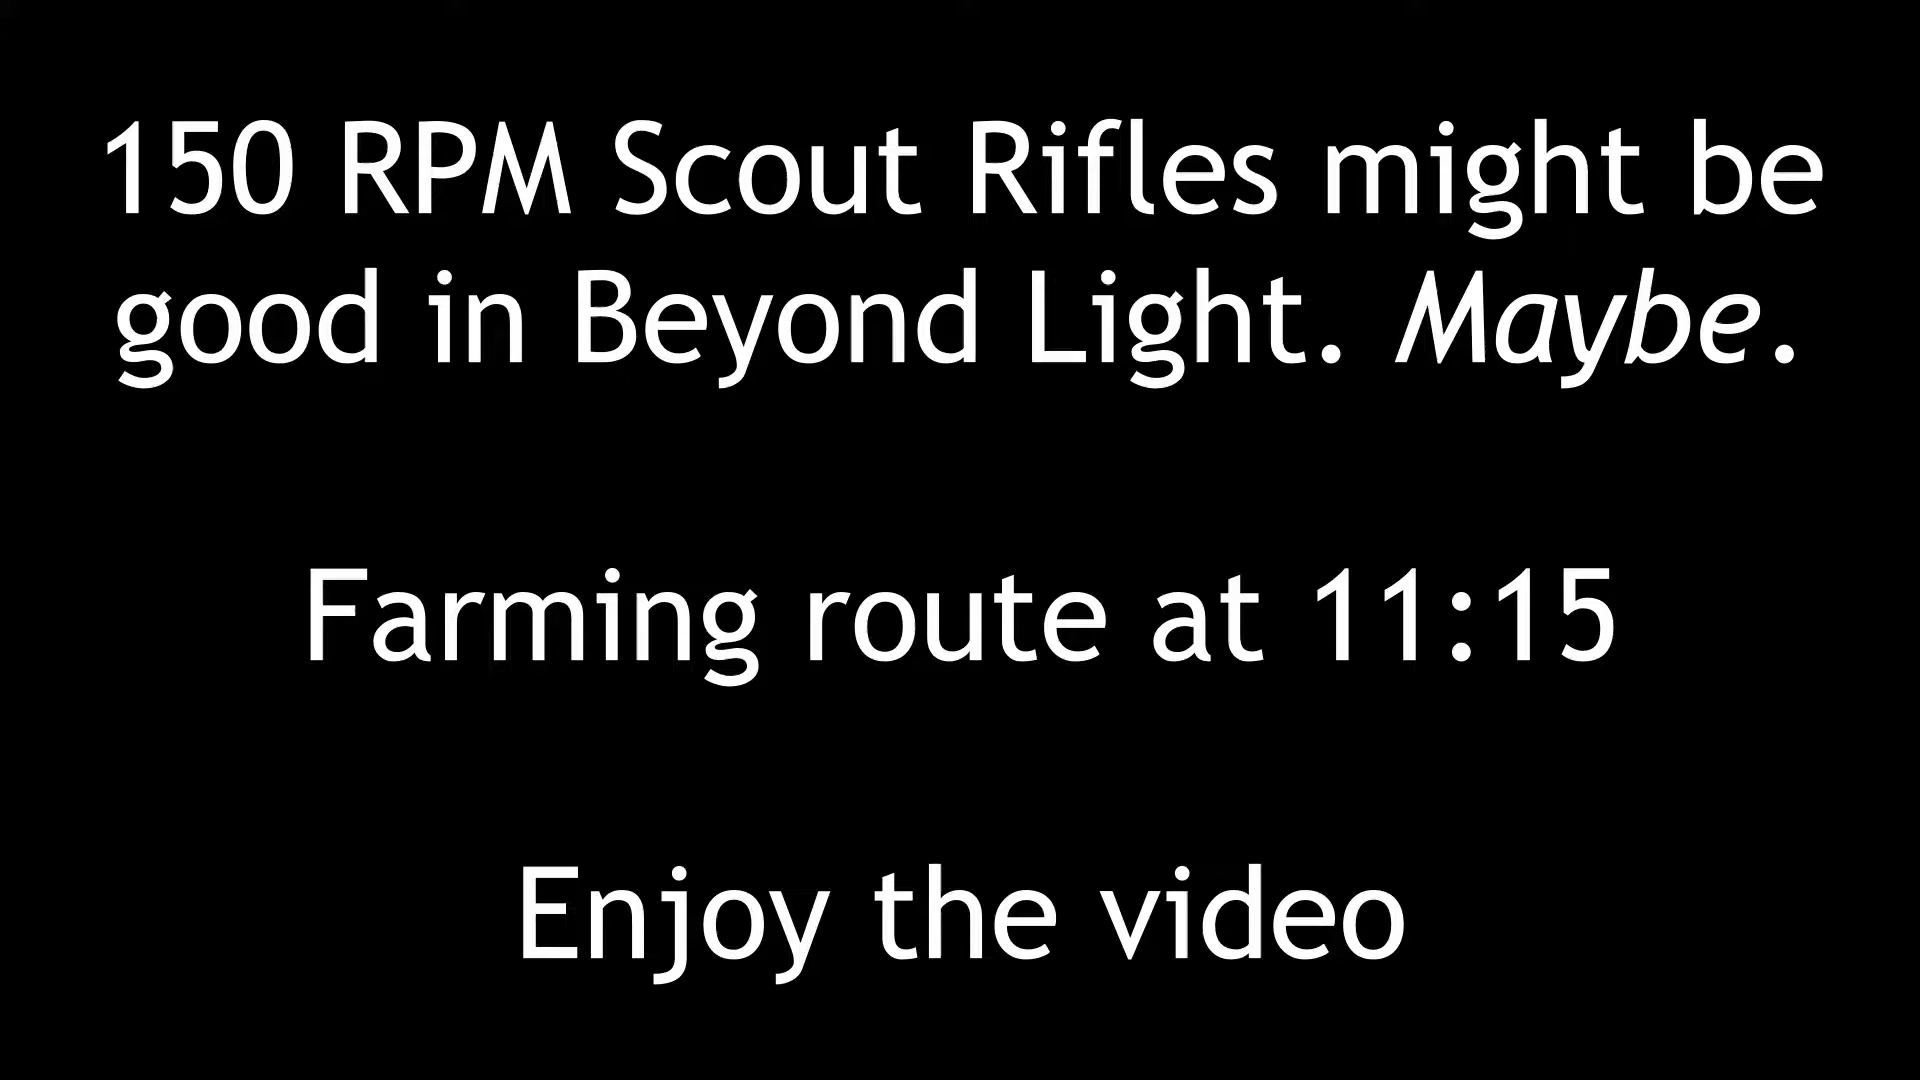 150 RPM Scout Rifles might be
good in Beyond Light. Maybe.
Farming route at 11:15
Enjoy the video